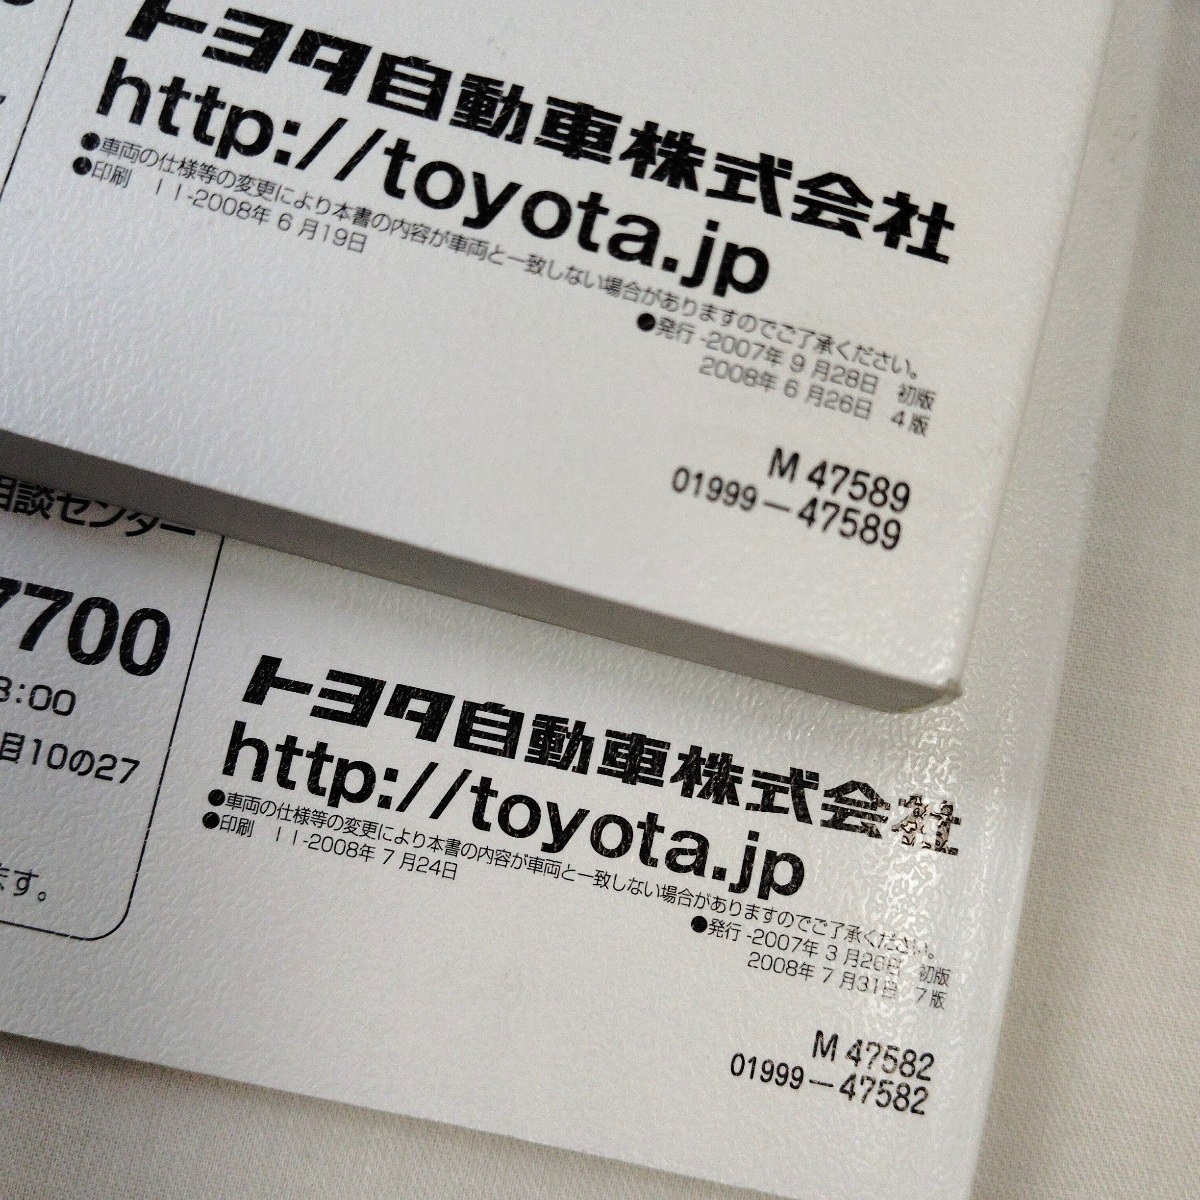 トヨタ自動車株式会社
http://toyota.jp
●車両の仕様等の変更により本書の内容が車両と一致しない場合がありますのでご了承ください。
●印刷 II-2008年 6 月19日
●発行-2007年 9 月28日 初版
2008年 6 月26日 4 版
M 47589
01999－47589
相談センター
7700
8:00
目10の27
ます。
トヨタ自動車株式会社
http://toyota.jp
●車両の仕様等の変更により本書の内容が車両と一致しない場合がありますのでご了承ください。
●印刷 II-2008年 7 月24日
●発行-2007年 3 月26日 初版
2008年 7 月31日 7 版
M 47582
01999－47582